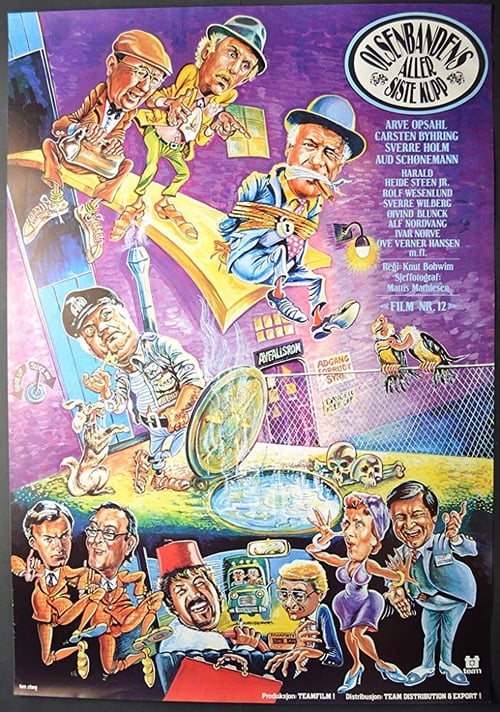 OLSENBANDENS
ALLER
SISTE KUPP
ARVE OPSAHL
CARSTEN BYHRING
SVERRE HOLM
AUD SCHØNEMANN
HARALD
HEIDE STEEN JR.
ROLF WESENLUND
SVERRE WILBERG
ØIVIND BLUNCK
ALF NORDVANG
IVAR NØRVE
OVE VERNER HANSEN
m.fl.
Regi: Knut Bohwim
Sjeffotograf:
Mattis Mathiesen
FILM NR. 12
AVFALLSROM
ADGANG
FORBUDT
team
Produksjon: TEAMFILM! Distribusjon: TEAM DISTRIBUTION & EXPORT!